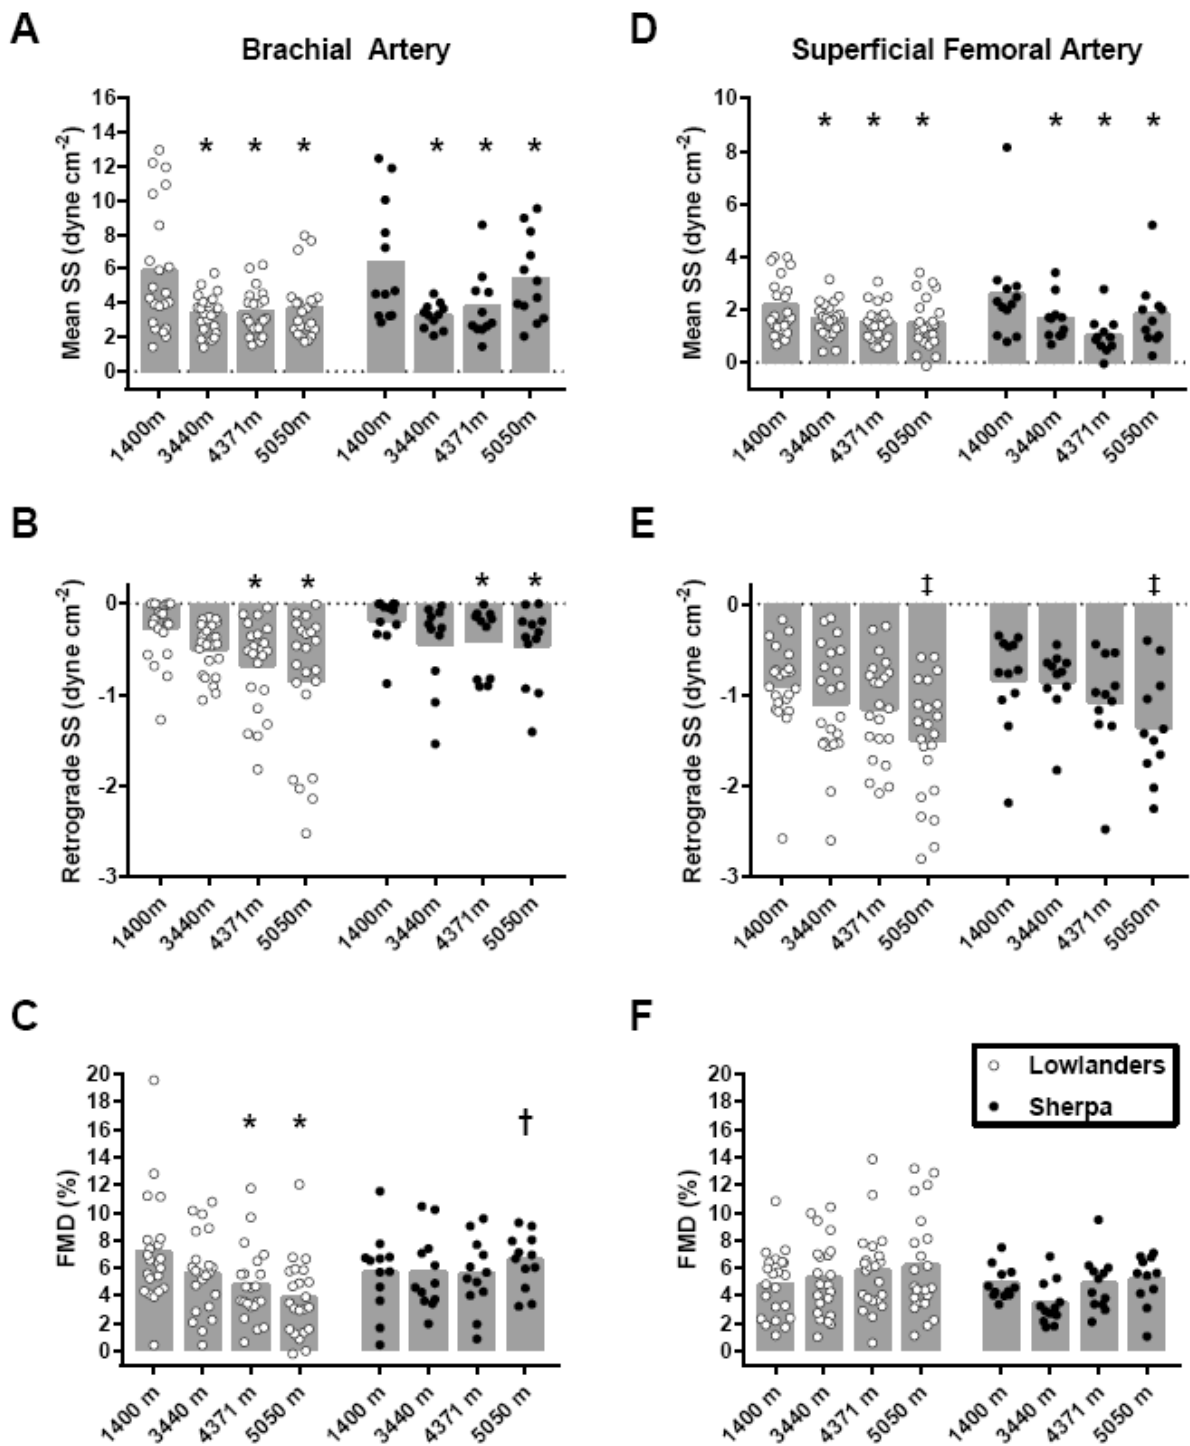 A
Brachial Artery
Mean SS (dyne cm⁻²)
16
14
12
10
8
6
4
2
0
* * * * * *
1400m 3440m 4371m 5050m 1400m 3440m 4371m 5050m
B
Retrograde SS (dyne cm⁻²)
0
-1
-2
-3
* * * *
1400m 3440m 4371m 5050m 1400m 3440m 4371m 5050m
C
FMD (%)
20
18
16
14
12
10
8
6
4
2
0
* * †
1400 m 3440 m 4371 m 5050 m 1400 m 3440 m 4371 m 5050 m
D
Superficial Femoral Artery
Mean SS (dyne cm⁻²)
10
8
6
4
2
0
* * * * * *
1400m 3440m 4371m 5050m 1400m 3440m 4371m 5050m
E
Retrograde SS (dyne cm⁻²)
0
-1
-2
-3
‡ ‡
1400m 3440m 4371m 5050m 1400m 3440m 4371m 5050m
F
Lowlanders
Sherpa
FMD (%)
20
18
16
14
12
10
8
6
4
2
0
1400 m 3440 m 4371 m 5050 m 1400 m 3440 m 4371 m 5050 m